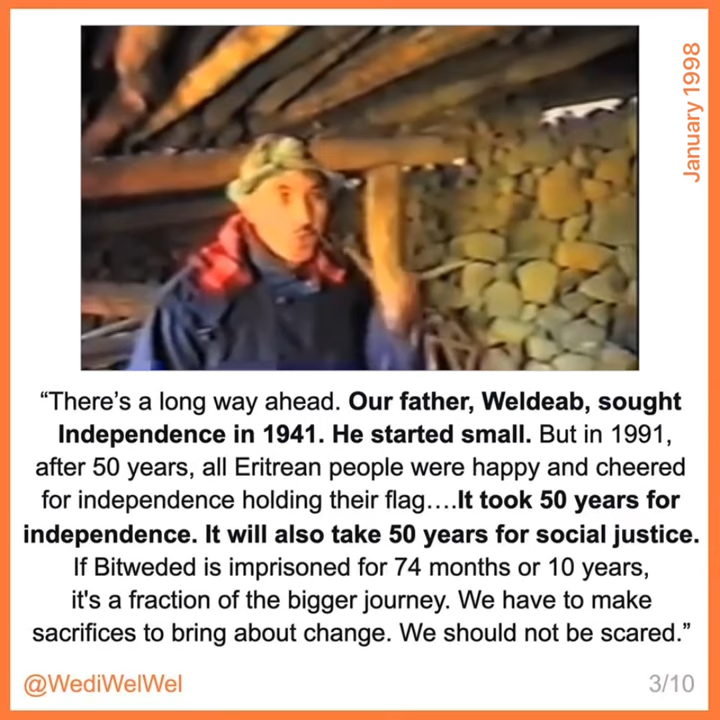 January 1998
“There’s a long way ahead. Our father, Weldeab, sought
Independence in 1941. He started small. But in 1991,
after 50 years, all Eritrean people were happy and cheered
for independence holding their flag….It took 50 years for
independence. It will also take 50 years for social justice.
If Bitweded is imprisoned for 74 months or 10 years,
it's a fraction of the bigger journey. We have to make
sacrifices to bring about change. We should not be scared.”
@WediWelWel
3/10